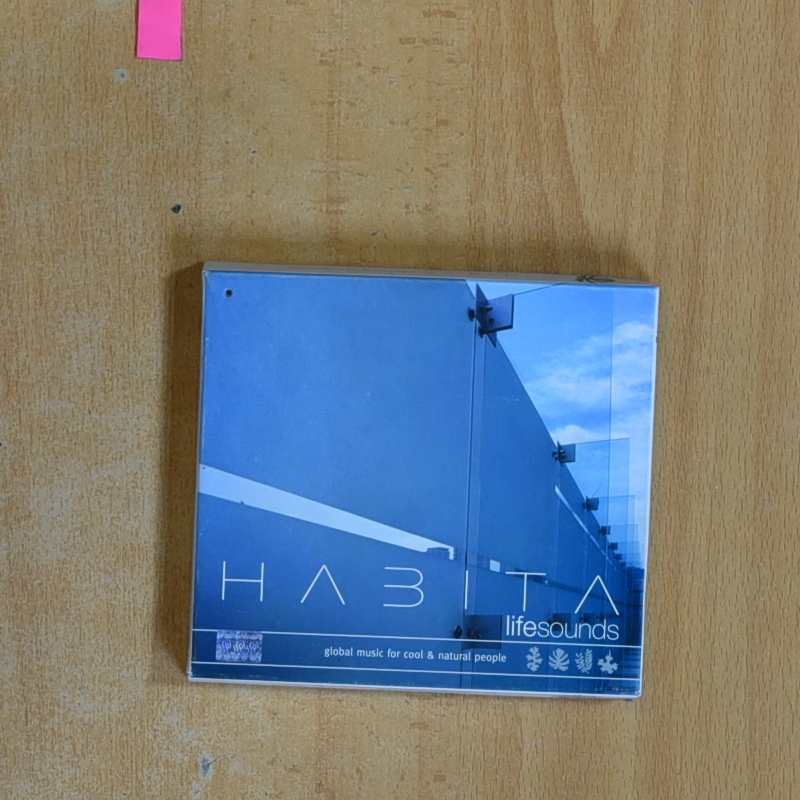 HABITA
lifesounds
global music for cool & natural people